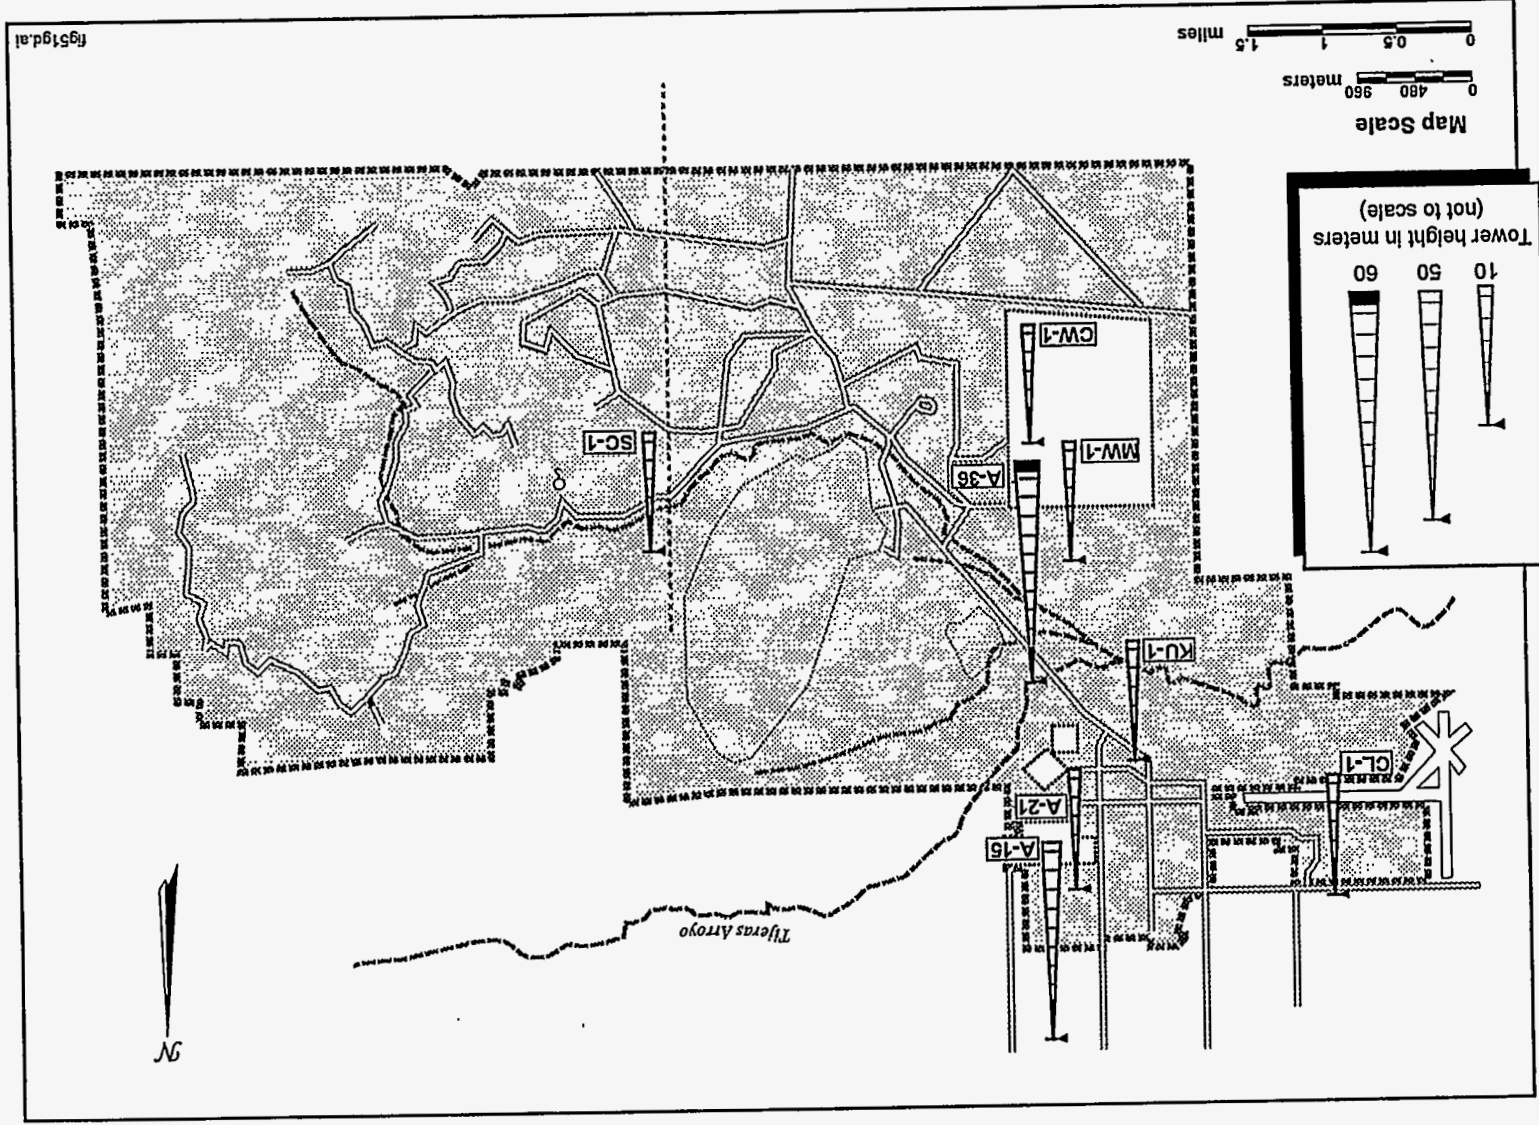 N
Tijeras Arroyo
A-15
A-21
CL-1
KU-1
A-36
MW-1
SC-1
CW-1
10
50
60
Tower height in meters
(not to scale)
Map Scale
0
480
960
meters
0
0.5
1
1.5
miles
fig51gd.ai